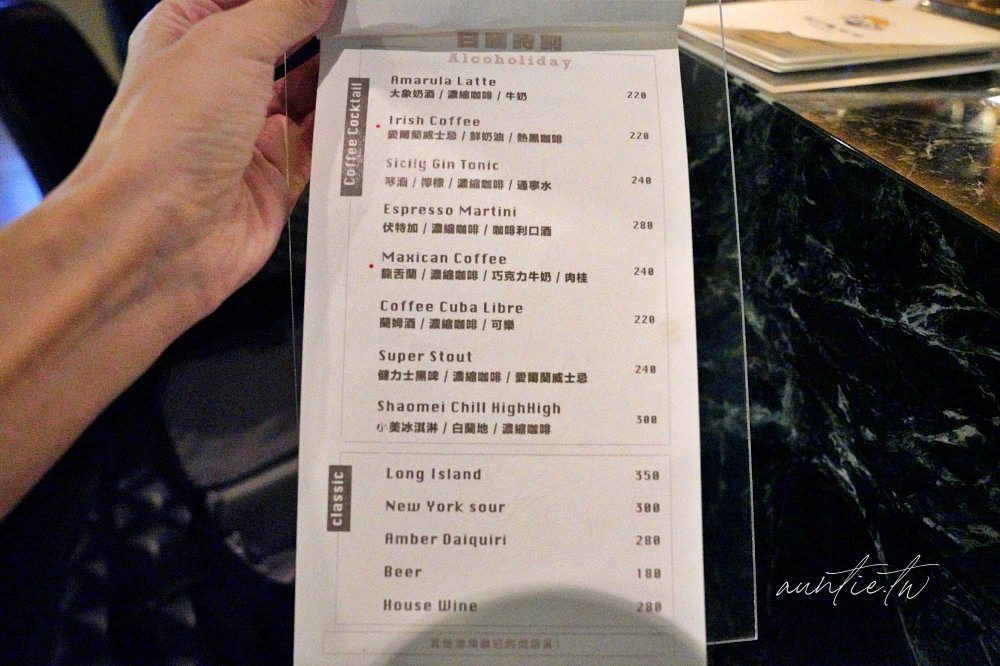 Alcoholiday
Coffee Cocktail
Amarula Latte
大象奶酒 / 濃縮咖啡 / 牛奶 220
Irish Coffee
愛爾蘭威士忌 / 鮮奶油 / 熱黑咖啡 220
Sicily Gin Tonic
琴酒 / 檸檬 / 濃縮咖啡 / 通寧水 240
Espresso Martini
伏特加 / 濃縮咖啡 / 咖啡利口酒 280
Maxican Coffee
龍舌蘭 / 濃縮咖啡 / 巧克力牛奶 / 肉桂 240
Coffee Cuba Libre
蘭姆酒 / 濃縮咖啡 / 可樂 220
Super Stout
健力士黑啤 / 濃縮咖啡 / 愛爾蘭威士忌 240
Shaomei Chill HighHigh
小美冰淇淋 / 白蘭地 / 濃縮咖啡 300
classic
Long Island 350
New York sour 300
Amber Daiquiri 280
Beer 180
House Wine 280
auntie.tw